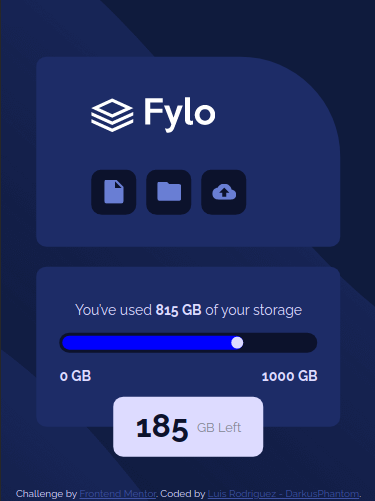 Fylo
You've used 815 GB of your storage
0 GB 1000 GB
185 GB Left
Challenge by Frontend Mentor. Coded by Luis Rodriguez - DarkusPhantom.